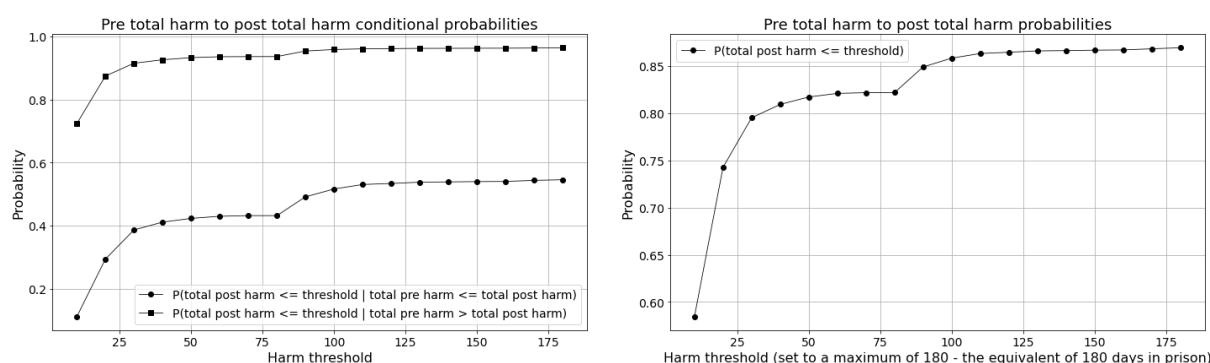 Pre total harm to post total harm conditional probabilities
1.0
0.8
0.6
0.4
0.2
Probability
P(total post harm <= threshold | total pre harm <= total post harm)
P(total post harm <= threshold | total pre harm > total post harm)
25 50 75 100 125 150 175
Harm threshold
Pre total harm to post total harm probabilities
P(total post harm <= threshold)
0.85
0.80
0.75
0.70
0.65
0.60
Probability
25 50 75 100 125 150 175
Harm threshold (set to a maximum of 180 - the equivalent of 180 days in prison)